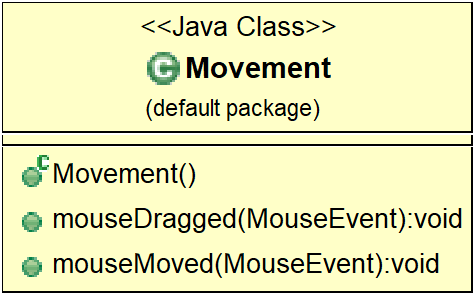 <<Java Class>>
C Movement
(default package)
C Movement()
mouseDragged(MouseEvent):void
mouseMoved(MouseEvent):void